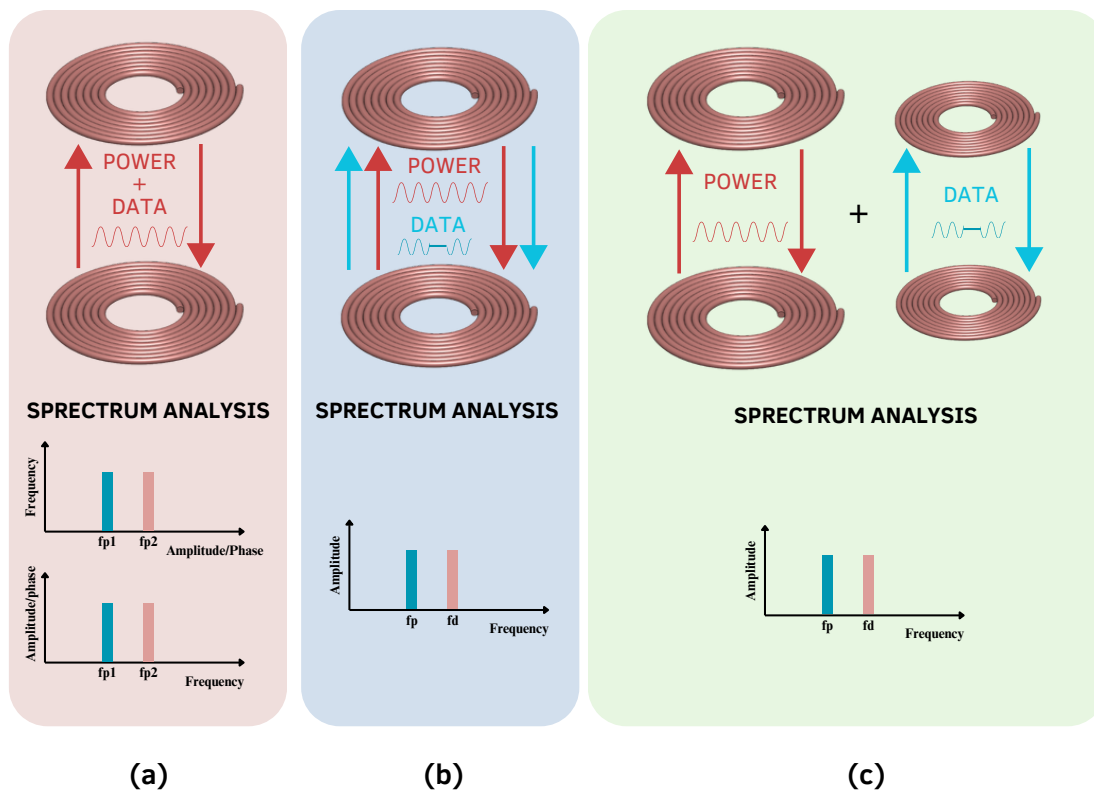 POWER
+
DATA
SPRECTRUM ANALYSIS
Frequency
fp1 fp2
Amplitude/Phase
Amplitude/phase
fp1 fp2
Frequency
(a)
POWER
DATA
SPRECTRUM ANALYSIS
Amplitude
fp fd
Frequency
(b)
POWER
+
DATA
SPRECTRUM ANALYSIS
Amplitude
fp fd
Frequency
(c)